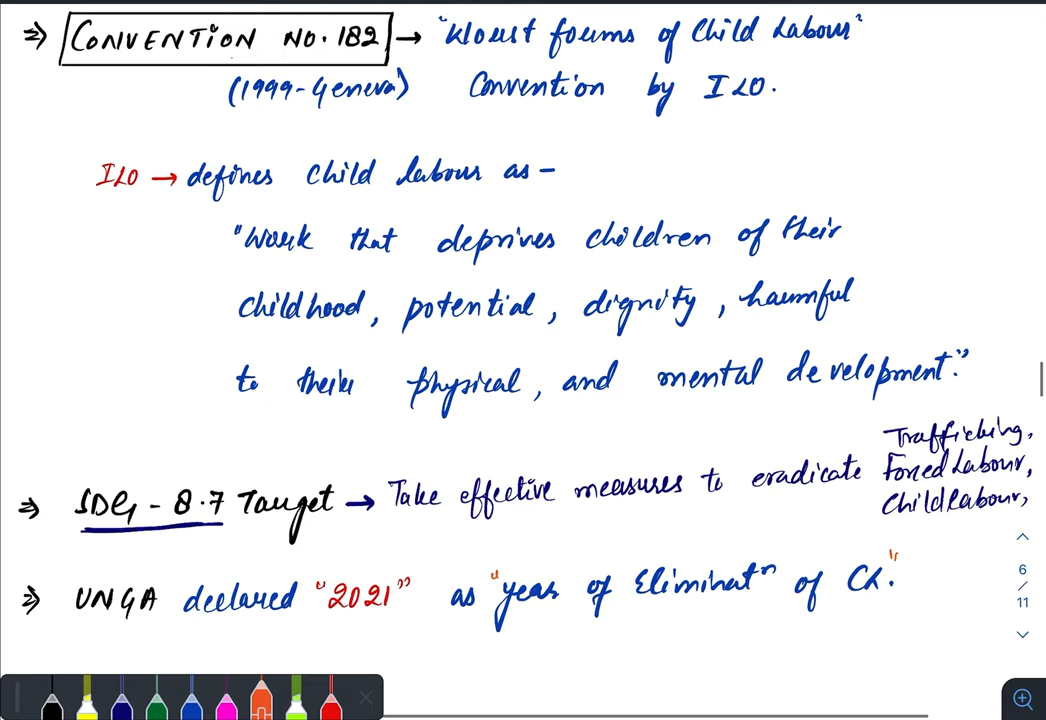 ⇒ CONVENTION NO. 182 → "Worst forms of Child Labour"
(1999-Geneva) Convention by ILO.
ILO → defines child labour as -
"Work that deprives children of their
childhood, potential, dignity, harmful
to their physical, and mental development."
Trafficking,
⇒ SDG - 8.7 Target → Take effective measures to eradicate Forced Labour,
Child labour,
⇒ UNGA declared "2021" as "year of Eliminatn of CL."
6
/
11